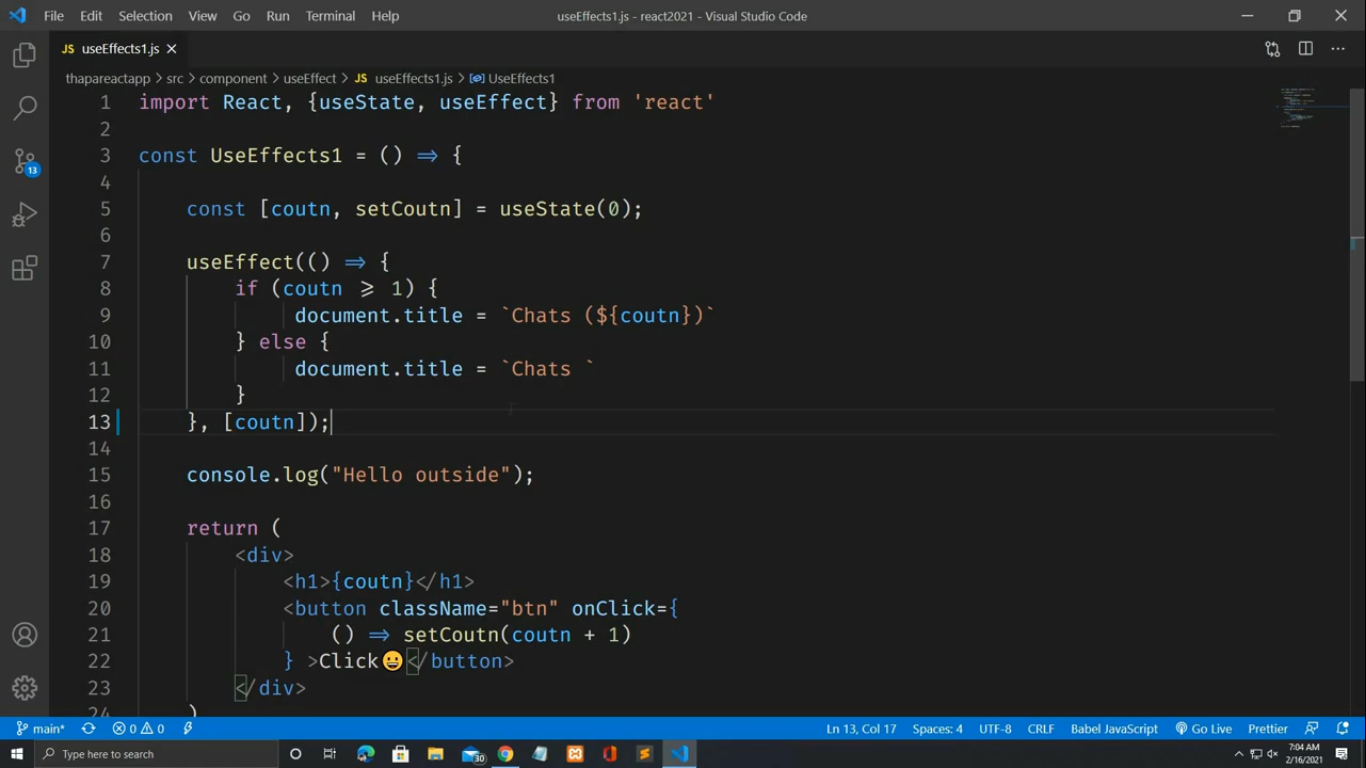 File Edit Selection View Go Run Terminal Help useEffects1.js - react2021 - Visual Studio Code
JS useEffects1.js
thapareactapp > src > component > useEffect > JS useEffects1.js > UseEffects1
1 import React, {useState, useEffect} from 'react'
2
3 const UseEffects1 = () => {
4
5 const [coutn, setCoutn] = useState(0);
6
7 useEffect(() => {
8 if (coutn >= 1) {
9 document.title = `Chats (${coutn})`
10 } else {
11 document.title = `Chats `
12 }
13 }, [coutn]);
14
15 console.log("Hello outside");
16
17 return (
18 <div>
19 <h1>{coutn}</h1>
20 <button className="btn" onClick={
21 () => setCoutn(coutn + 1)
22 } >Click😀</button>
23 </div>
24 )
13
main* 0 0 Ln 13, Col 17 Spaces: 4 UTF-8 CRLF Babel JavaScript Go Live Prettier
Type here to search 30 7:04 AM
2/16/2021